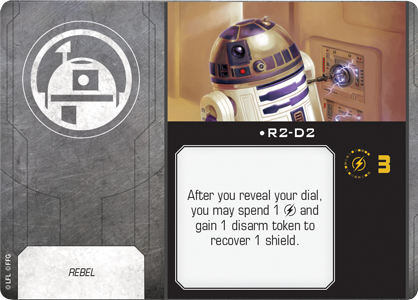 • R2-D2
3
After you reveal your dial,
you may spend 1 and
gain 1 disarm token to
recover 1 shield.
REBEL
©LFL ©FFG